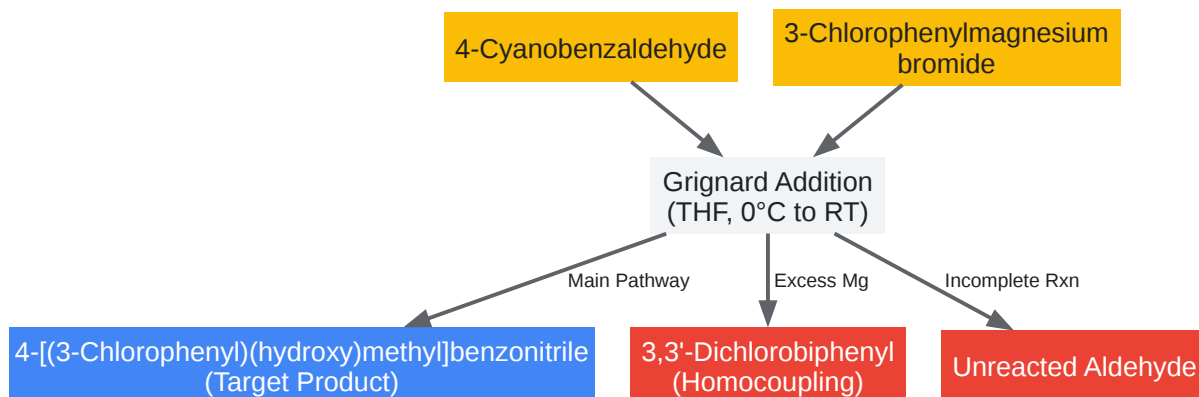 4-Cyanobenzaldehyde
3-Chlorophenylmagnesium
bromide
Grignard Addition
(THF, 0°C to RT)
Main Pathway
Excess Mg
Incomplete Rxn
4-[(3-Chlorophenyl)(hydroxy)methyl]benzonitrile
(Target Product)
3,3'-Dichlorobiphenyl
(Homocoupling)
Unreacted Aldehyde